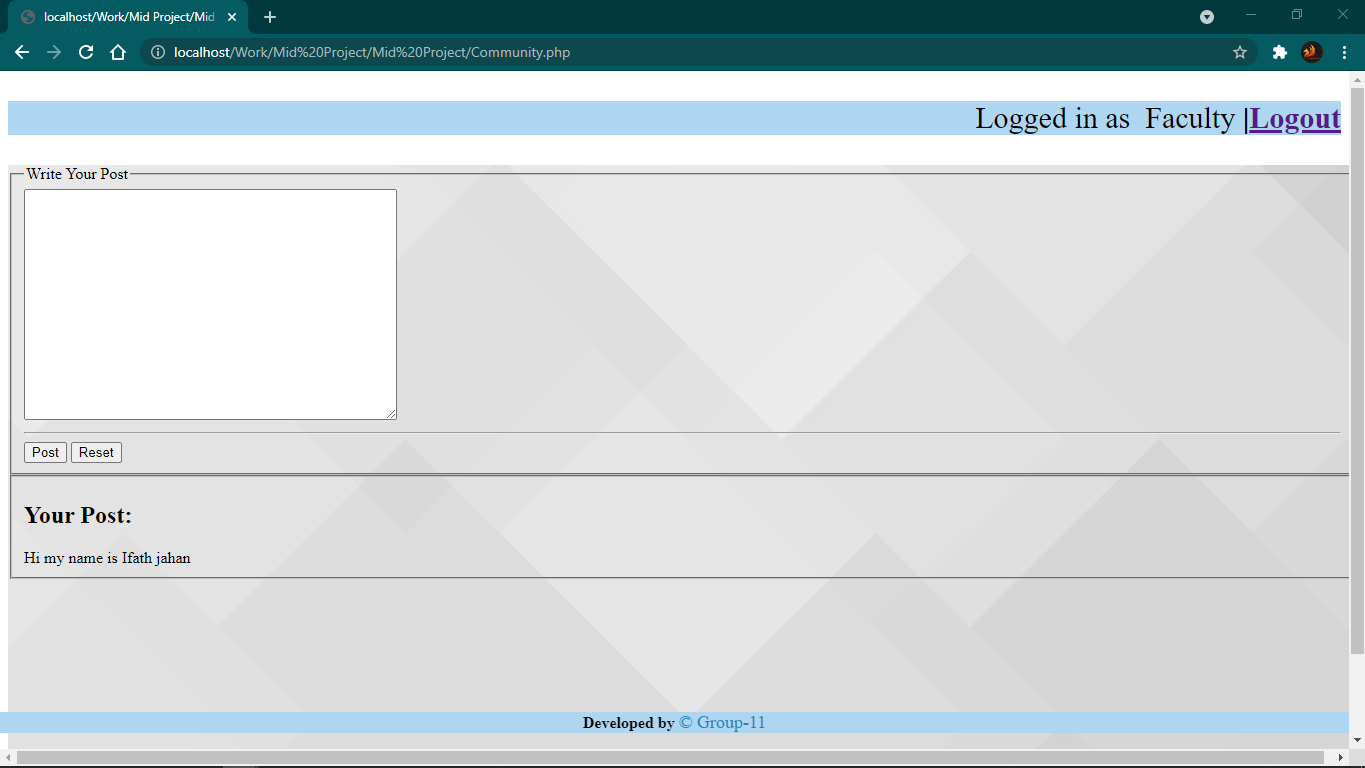 localhost/Work/Mid Project/Mid
localhost/Work/Mid%20Project/Mid%20Project/Community.php
Logged in as Faculty |Logout
Write Your Post
Post Reset
Your Post:
Hi my name is Ifath jahan
Developed by © Group-11